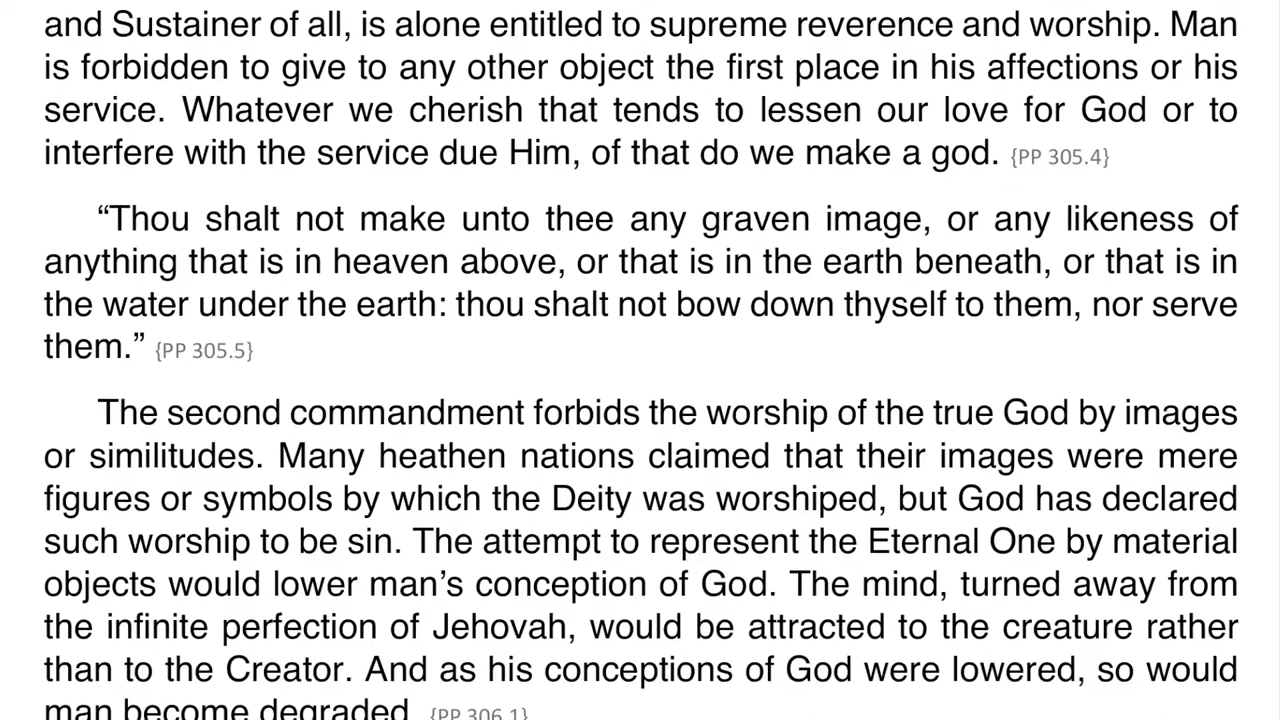 and Sustainer of all, is alone entitled to supreme reverence and worship. Man
is forbidden to give to any other object the first place in his affections or his
service. Whatever we cherish that tends to lessen our love for God or to
interfere with the service due Him, of that do we make a god. {PP 305.4}
“Thou shalt not make unto thee any graven image, or any likeness of
anything that is in heaven above, or that is in the earth beneath, or that is in
the water under the earth: thou shalt not bow down thyself to them, nor serve
them.” {PP 305.5}
The second commandment forbids the worship of the true God by images
or similitudes. Many heathen nations claimed that their images were mere
figures or symbols by which the Deity was worshiped, but God has declared
such worship to be sin. The attempt to represent the Eternal One by material
objects would lower man’s conception of God. The mind, turned away from
the infinite perfection of Jehovah, would be attracted to the creature rather
than to the Creator. And as his conceptions of God were lowered, so would
man become degraded. {PP 306.1}